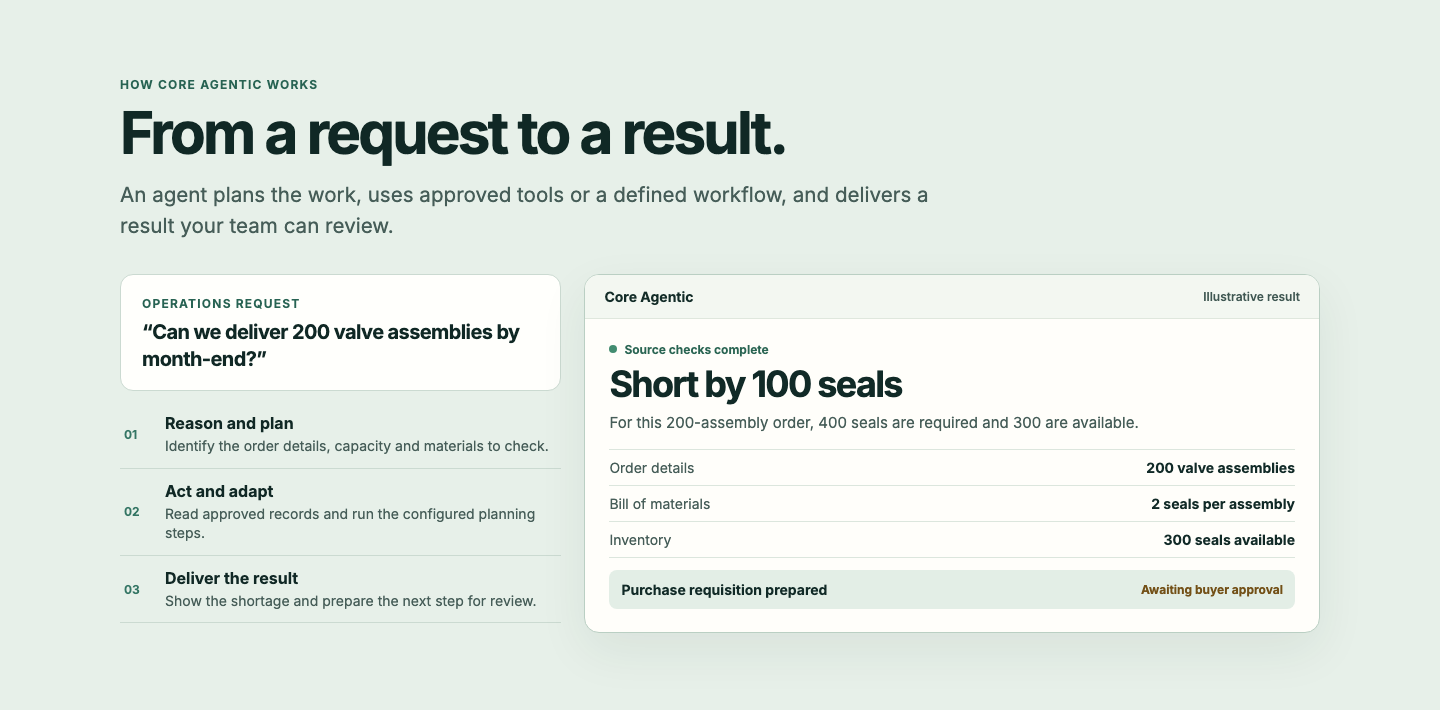 HOW CORE AGENTIC WORKS
From a request to a result.
An agent plans the work, uses approved tools or a defined workflow, and delivers a
result your team can review.
OPERATIONS REQUEST
“Can we deliver 200 valve assemblies by
month-end?”
01
Reason and plan
Identify the order details, capacity and materials to check.
02
Act and adapt
Read approved records and run the configured planning
steps.
03
Deliver the result
Show the shortage and prepare the next step for review.
Core Agentic
Illustrative result
Source checks complete
Short by 100 seals
For this 200-assembly order, 400 seals are required and 300 are available.
Order details
200 valve assemblies
Bill of materials
2 seals per assembly
Inventory
300 seals available
Purchase requisition prepared
Awaiting buyer approval